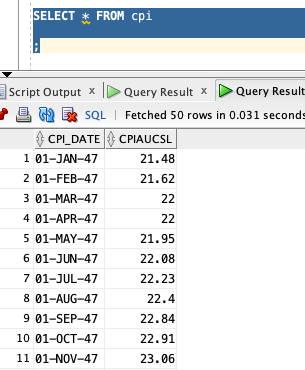 SELECT * FROM cpi
;
Script Output x Query Result x Query Result
SQL | Fetched 50 rows in 0.031 seconds
CPI_DATE CPIAUCSL
1 01-JAN-47 21.48
2 01-FEB-47 21.62
3 01-MAR-47 22
4 01-APR-47 22
5 01-MAY-47 21.95
6 01-JUN-47 22.08
7 01-JUL-47 22.23
8 01-AUG-47 22.4
9 01-SEP-47 22.84
10 01-OCT-47 22.91
11 01-NOV-47 23.06